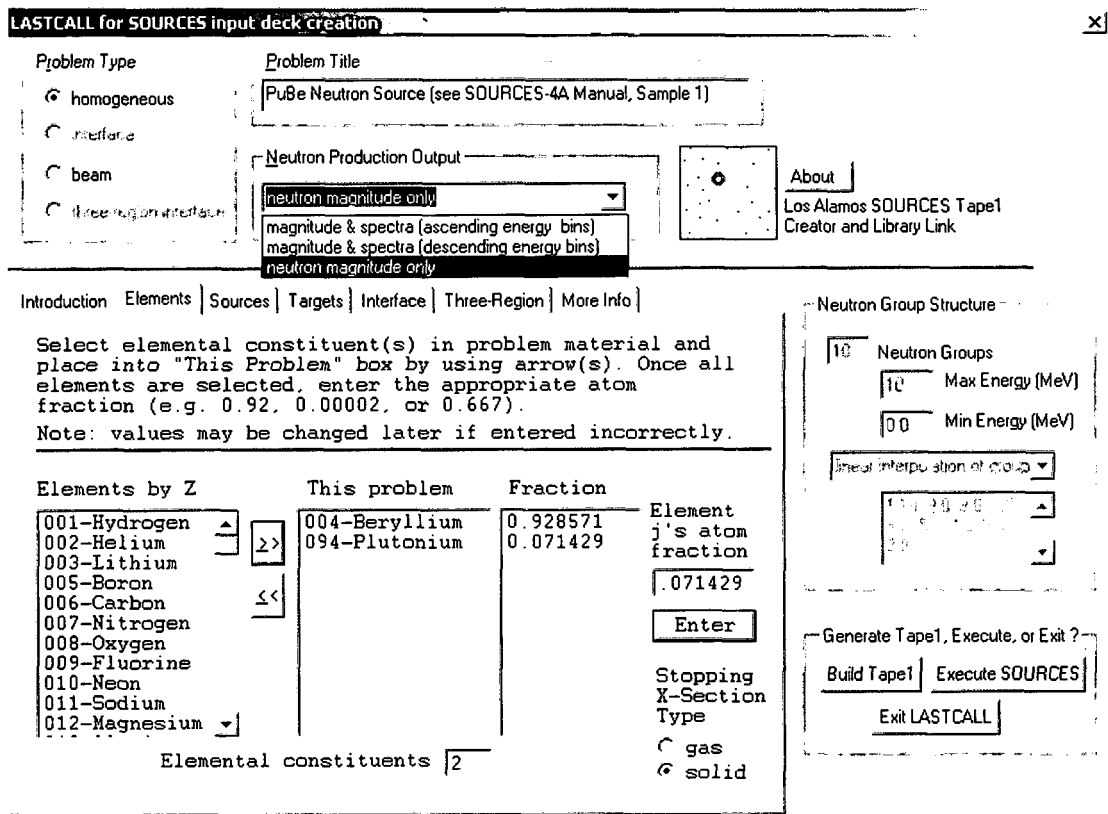 LASTCALL for SOURCES input deck creation
Problem Type
homogeneous
interface
beam
three-region interface
Problem Title
PuBe Neutron Source (see SOURCES-4A Manual, Sample 1)
Neutron Production Output
neutron magnitude only
magnitude & spectra (ascending energy bins)
magnitude & spectra (descending energy bins)
neutron magnitude only
About
Los Alamos SOURCES Tape1
Creator and Library Link
Introduction Elements Sources Targets Interface Three-Region More Info
Select elemental constituent(s) in problem material and
place into "This Problem" box by using arrow(s). Once all
elements are selected, enter the appropriate atom
fraction (e.g. 0.92, 0.00002, or 0.667).
Note: values may be changed later if entered incorrectly.
Elements by Z
001-Hydrogen
002-Helium
003-Lithium
005-Boron
006-Carbon
007-Nitrogen
008-Oxygen
009-Fluorine
010-Neon
011-Sodium
012-Magnesium
>>
<<
This problem
004-Beryllium
094-Plutonium
Fraction
0.928571
0.071429
Element
j's atom
fraction
.071429
Enter
Stopping
X-Section
Type
gas
solid
Elemental constituents 2
Neutron Group Structure
10 Neutron Groups
10 Max Energy (MeV)
0.0 Min Energy (MeV)
linear interpolation of group
Generate Tape1, Execute, or Exit ?
Build Tape1 Execute SOURCES
Exit LASTCALL